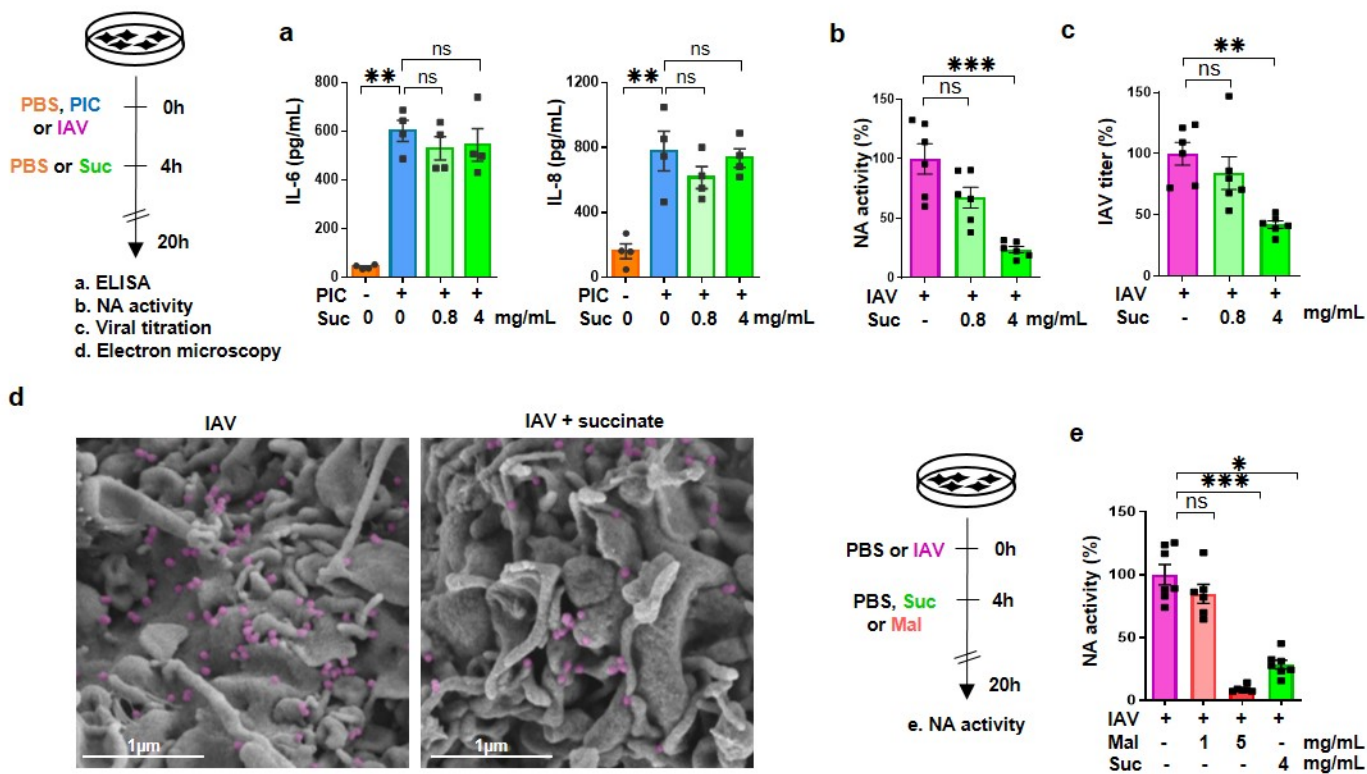 a
b
c
PBS, PIC
or IAV
0h
PBS or Suc
4h
20h
a. ELISA
b. NA activity
c. Viral titration
d. Electron microscopy
✱✱
ns
ns
IL-6 (pg/mL)
800
600
400
200
0
PIC - + + +
Suc 0 0 0.8 4 mg/mL
✱✱
ns
ns
IL-8 (pg/mL)
1200
800
400
0
- + + +
0 0 0.8 4 mg/mL
✱✱✱
ns
NA activity (%)
150
100
50
0
IAV + + +
Suc - 0.8 4 mg/mL
✱✱
ns
IAV titer (%)
150
100
50
0
IAV + + +
Suc - 0.8 4 mg/mL
d
IAV
IAV + succinate
1µm
1µm
PBS or IAV
0h
PBS, Suc
or Mal
4h
20h
e. NA activity
e
✱
✱✱✱
ns
NA activity (%)
150
100
50
0
IAV + + + +
Mal - 1 5 - mg/mL
Suc - - - 4 mg/mL